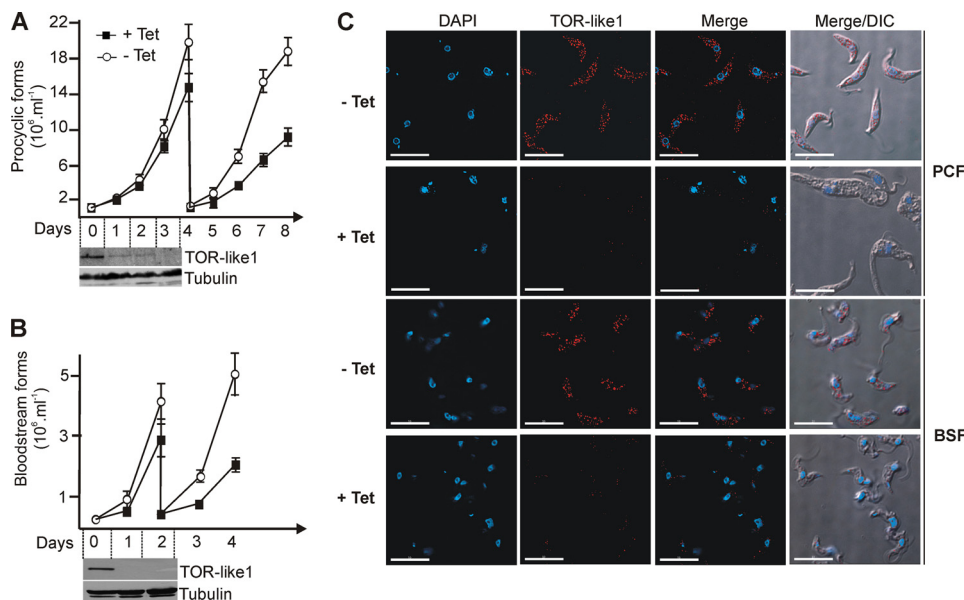 A
22
18
14
10
6
2
+ Tet
- Tet
Procyclic forms
(10⁶.ml⁻¹)
Days 0 1 2 3 4 5 6 7 8
TOR-like1
Tubulin
B
5
3
1
Bloodstream forms
(10⁶.ml⁻¹)
Days 0 1 2 3 4
TOR-like1
Tubulin
C
DAPI TOR-like1 Merge Merge/DIC
- Tet
+ Tet
PCF
- Tet
+ Tet
BSF